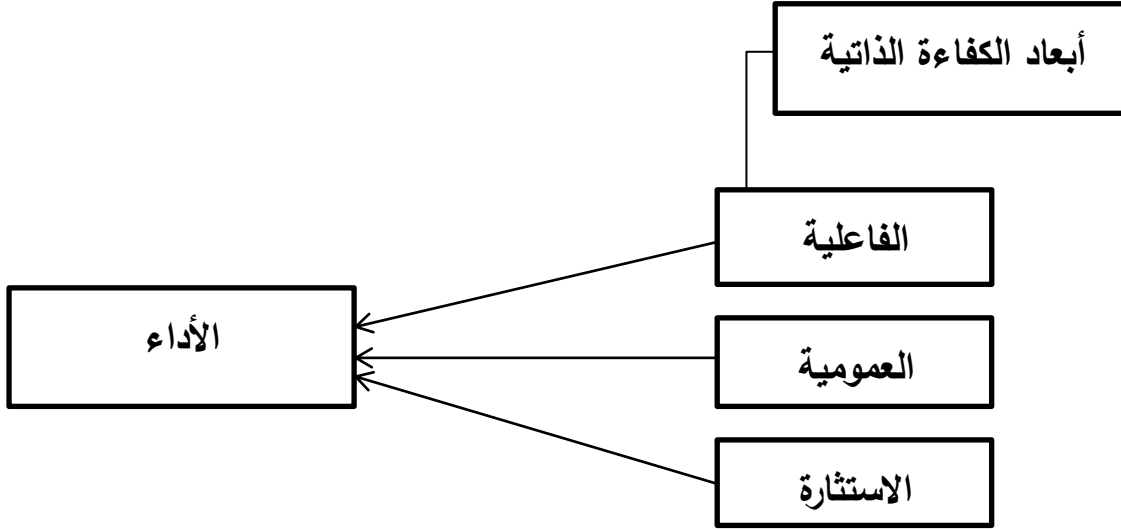 أبعاد الكفاءة الذاتية
الفاعلية
الأداء
العمومية
الاستثارة